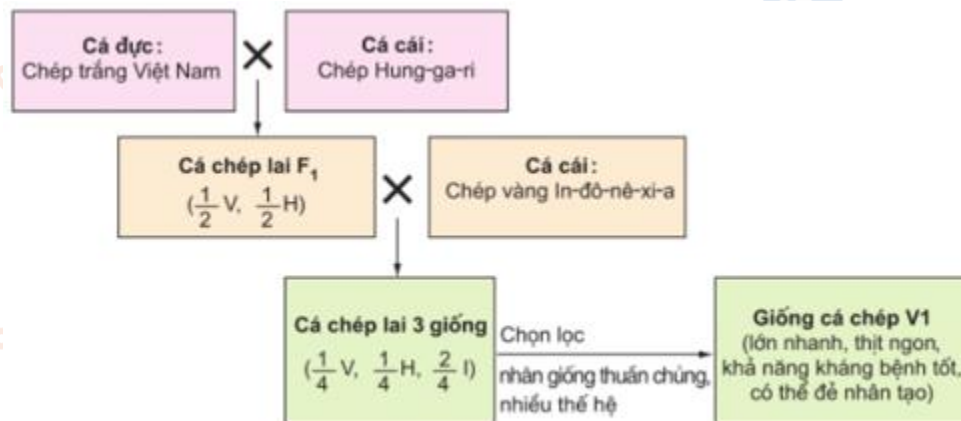 Cá đực:
Chép trắng Việt Nam
×
Cá cái:
Chép Hung-ga-ri
Cá chép lai F₁
(1/2 V, 1/2 H)
×
Cá cái:
Chép vàng In-đô-nê-xi-a
Cá chép lai 3 giống
(1/4 V, 1/4 H, 2/4 I)
Chọn lọc
nhân giống thuần chủng,
nhiều thế hệ
Giống cá chép V1
(lớn nhanh, thịt ngon,
khả năng kháng bệnh tốt,
có thể đẻ nhân tạo)